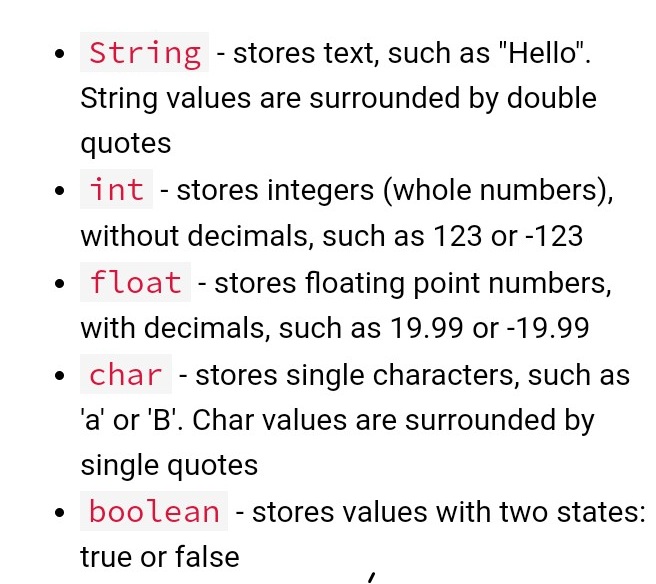 String - stores text, such as "Hello".
String values are surrounded by double
quotes
int - stores integers (whole numbers),
without decimals, such as 123 or -123
float - stores floating point numbers,
with decimals, such as 19.99 or -19.99
char - stores single characters, such as
'a' or 'B'. Char values are surrounded by
single quotes
boolean - stores values with two states:
true or false